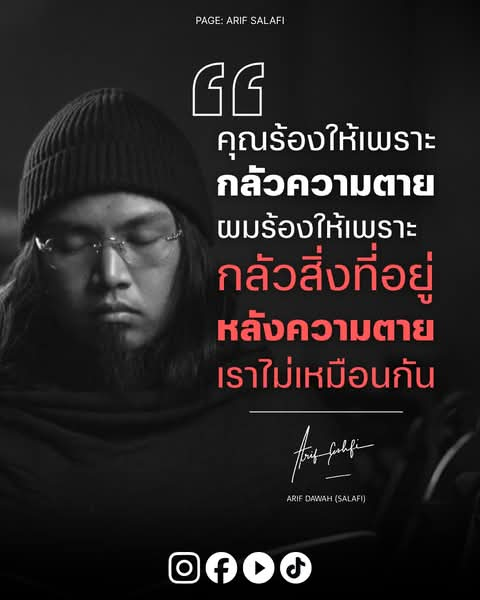 PAGE: ARIF SALAFI
คุณร้องให้เพราะ
กลัวความตาย
ผมร้องให้เพราะ
กลัวสิ่งที่อยู่
หลังความตาย
เราไม่เหมือนกัน
Arif Salafi
ARIF DAWAH (SALAFI)